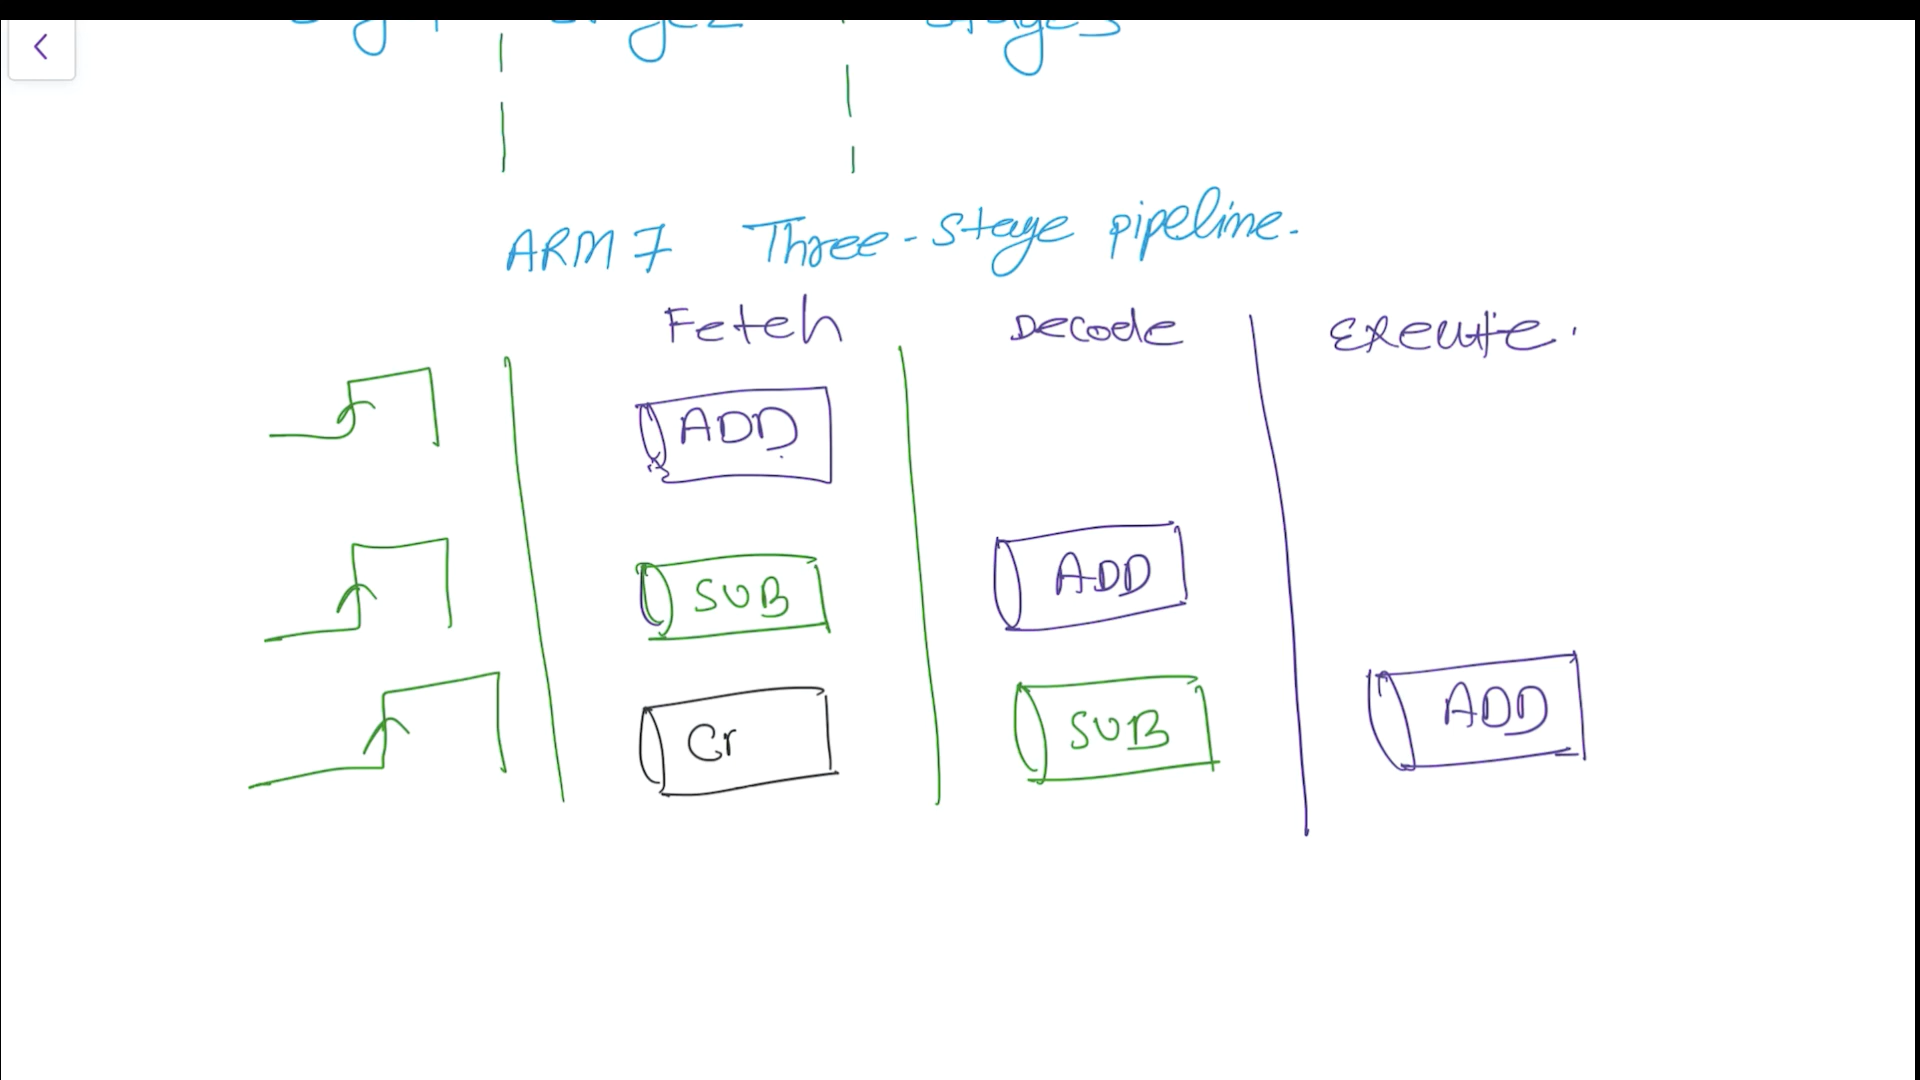 ARM 7 Three-stage pipeline.
Fetch Decode Execute.
ADD
SUB ADD
Cr SUB ADD